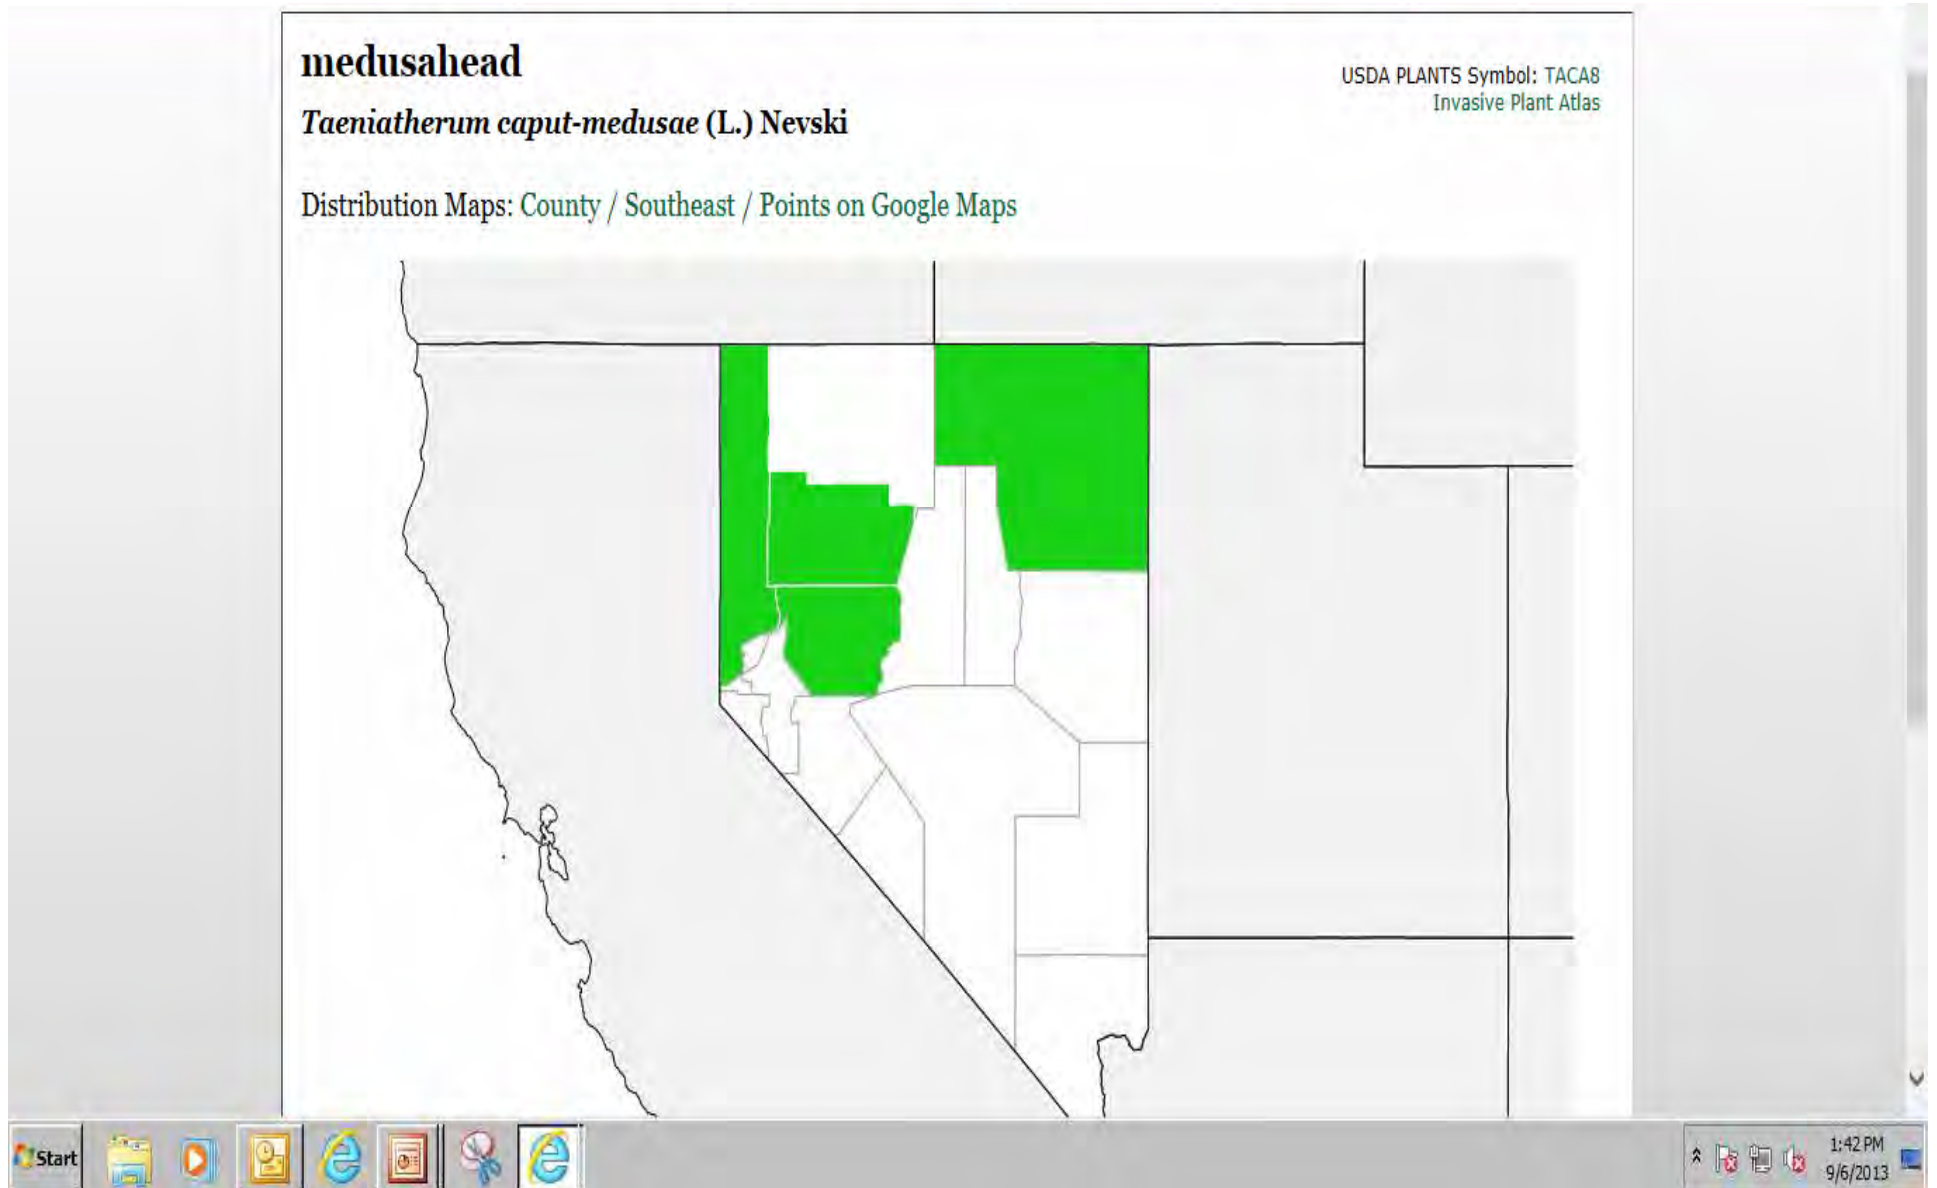 medusahead
USDA PLANTS Symbol: TACA8
Invasive Plant Atlas
Taeniatherum caput-medusae (L.) Nevski
Distribution Maps: County / Southeast / Points on Google Maps
Start
1:42 PM
9/6/2013